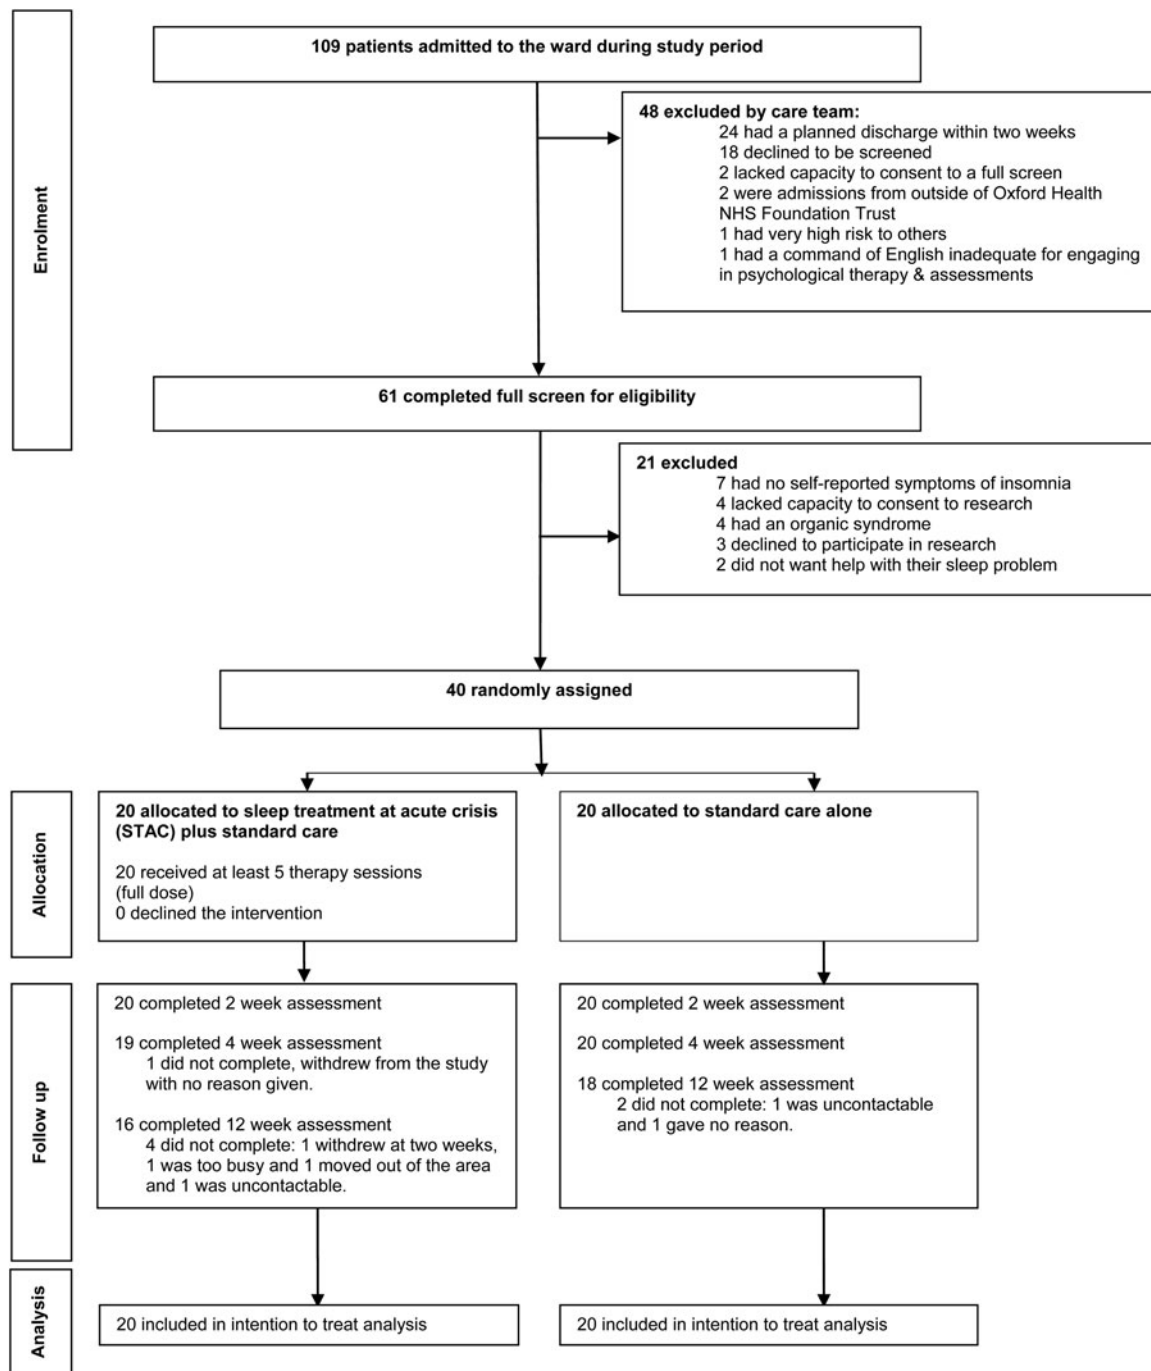 Enrolment
109 patients admitted to the ward during study period
48 excluded by care team:
24 had a planned discharge within two weeks
18 declined to be screened
2 lacked capacity to consent to a full screen
2 were admissions from outside of Oxford Health
NHS Foundation Trust
1 had very high risk to others
1 had a command of English inadequate for engaging
in psychological therapy & assessments
61 completed full screen for eligibility
21 excluded
7 had no self-reported symptoms of insomnia
4 lacked capacity to consent to research
4 had an organic syndrome
3 declined to participate in research
2 did not want help with their sleep problem
40 randomly assigned
Allocation
20 allocated to sleep treatment at acute crisis
(STAC) plus standard care
20 received at least 5 therapy sessions
(full dose)
0 declined the intervention
20 allocated to standard care alone
Follow up
20 completed 2 week assessment
19 completed 4 week assessment
1 did not complete, withdrew from the study
with no reason given.
16 completed 12 week assessment
4 did not complete: 1 withdrew at two weeks,
1 was too busy and 1 moved out of the area
and 1 was uncontactable.
20 completed 2 week assessment
20 completed 4 week assessment
18 completed 12 week assessment
2 did not complete: 1 was uncontactable
and 1 gave no reason.
Analysis
20 included in intention to treat analysis
20 included in intention to treat analysis